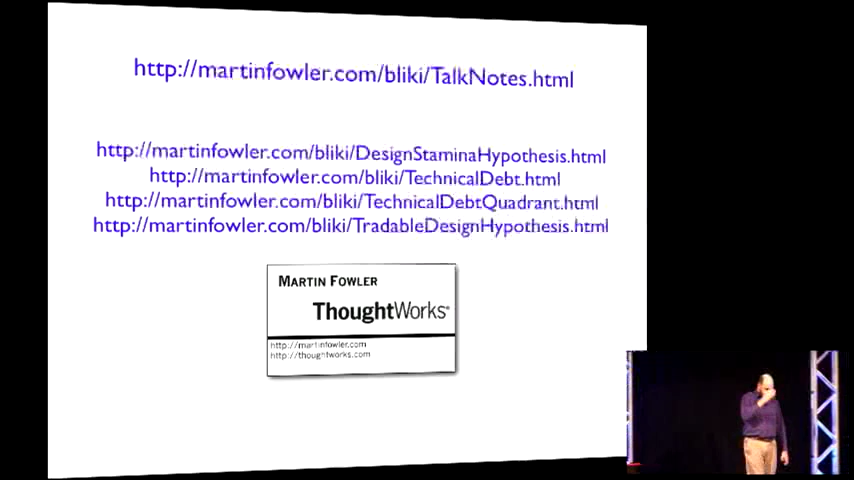 http://martinfowler.com/bliki/TalkNotes.html
http://martinfowler.com/bliki/DesignStaminaHypothesis.html
http://martinfowler.com/bliki/TechnicalDebt.html
http://martinfowler.com/bliki/TechnicalDebtQuadrant.html
http://martinfowler.com/bliki/TradableDesignHypothesis.html
MARTIN FOWLER
ThoughtWorks®
http://martinfowler.com
http://thoughtworks.com